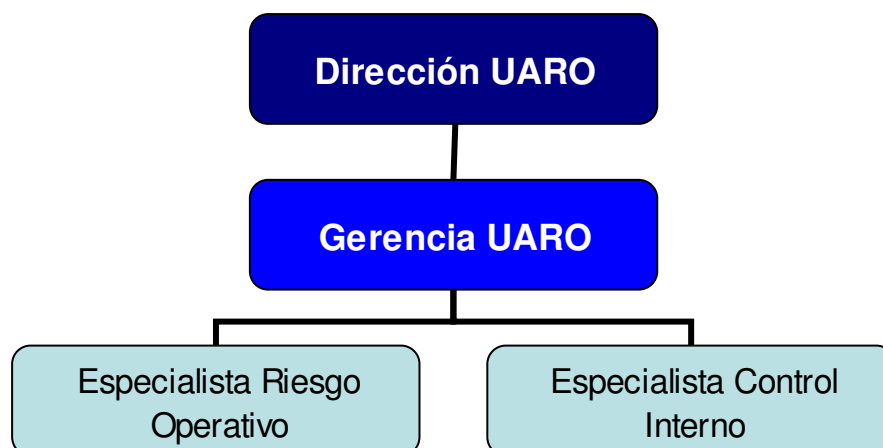 Dirección UARO
Gerencia UARO
Especialista Riesgo
Operativo
Especialista Control
Interno